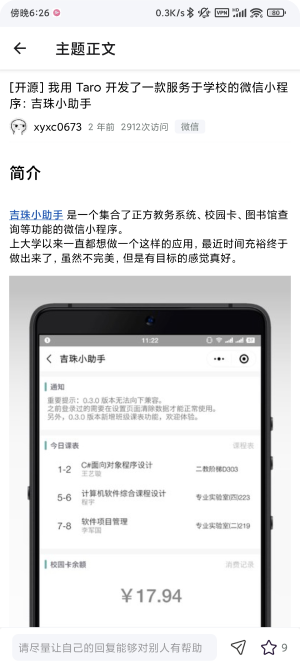 傍晚6:26
0.3K/s
VPN
80
主题正文
[开源] 我用 Taro 开发了一款服务于学校的微信小程
序: 吉珠小助手
xyxc0673 2 年前 2912次访问 微信
简介
吉珠小助手 是一个集合了正方教务系统、校园卡、图书馆查
询等功能的微信小程序。
上大学以来一直都想做一个这样的应用，最近时间充裕终于
做出来了，虽然不完美，但是有目标的感觉真好。
11:22
吉珠小助手
通知
重要提示：0.3.0 版本无法向下兼容。
之前登录过的需要在设置页面清除数据才能正常使用。
另外，0.3.0 版本新增班级课表功能，欢迎体验。
今日课表 课程表
1-2 C#面向对象程序设计 二教阶梯D303
王芷璇
5-6 计算机软件综合课程设计 专业实验室(四)223
程宇
7-8 软件项目管理 专业实验室(二)219
李军国
校园卡余额 消费记录
¥17.94
请尽量让自己的回复能够对别人有帮助 9